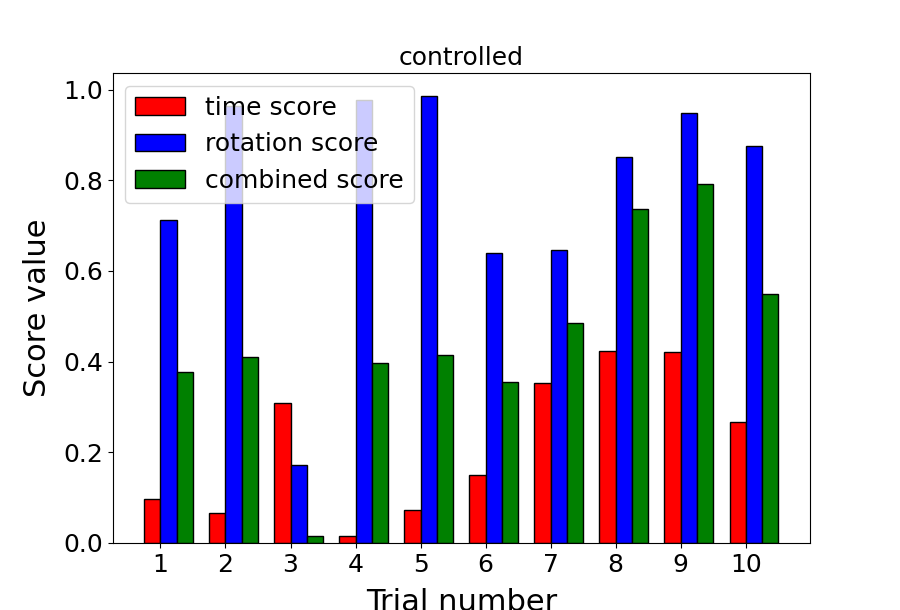 controlled
time score
rotation score
combined score
Score value
1.0
0.8
0.6
0.4
0.2
0.0
1 2 3 4 5 6 7 8 9 10
Trial number